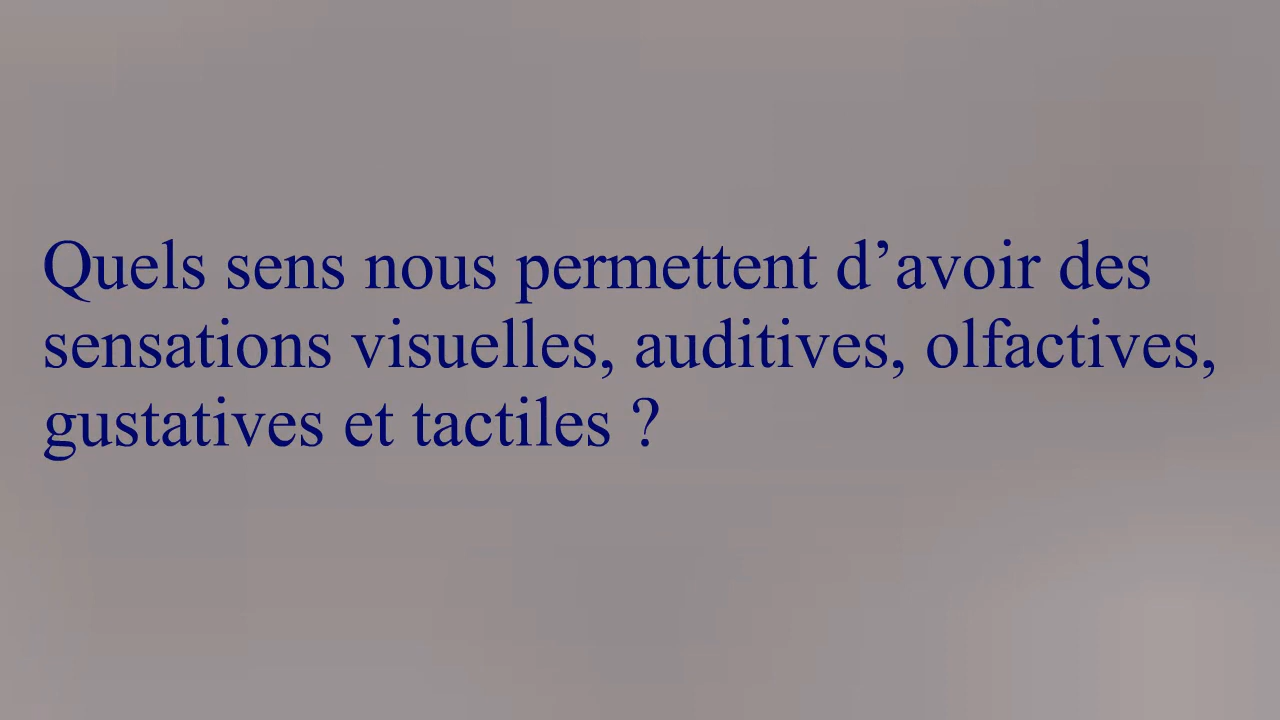 Quels sens nous permettent d’avoir des
sensations visuelles, auditives, olfactives,
gustatives et tactiles ?